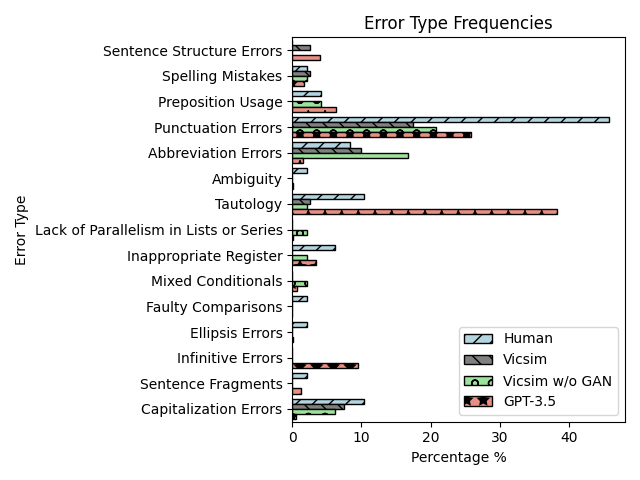 Error Type Frequencies
Sentence Structure Errors
Spelling Mistakes
Preposition Usage
Punctuation Errors
Abbreviation Errors
Ambiguity
Tautology
Lack of Parallelism in Lists or Series
Inappropriate Register
Mixed Conditionals
Faulty Comparisons
Ellipsis Errors
Infinitive Errors
Sentence Fragments
Capitalization Errors
Error Type
Human
Vicsim
Vicsim w/o GAN
GPT-3.5
0 10 20 30 40
Percentage %